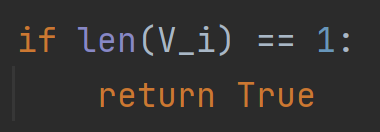 if len(V_i) == 1:
    return True